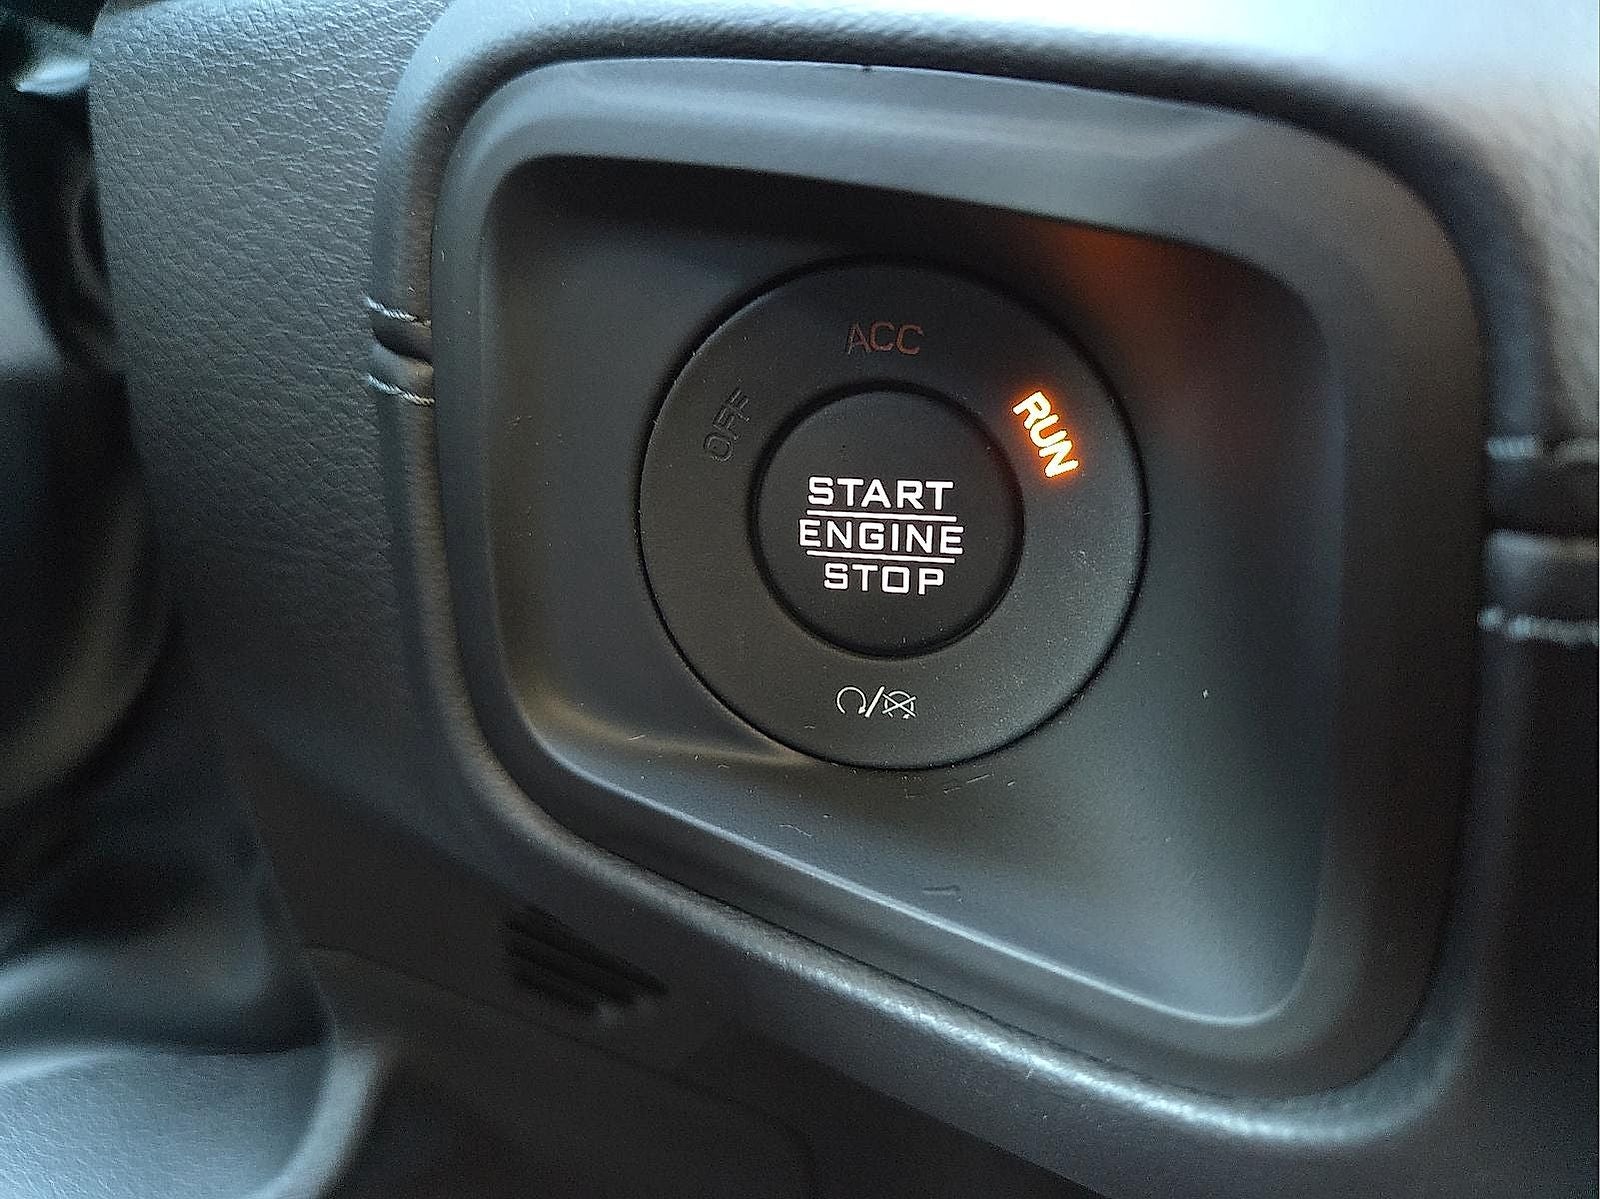 ACC
OFF
RUN
START
ENGINE
STOP